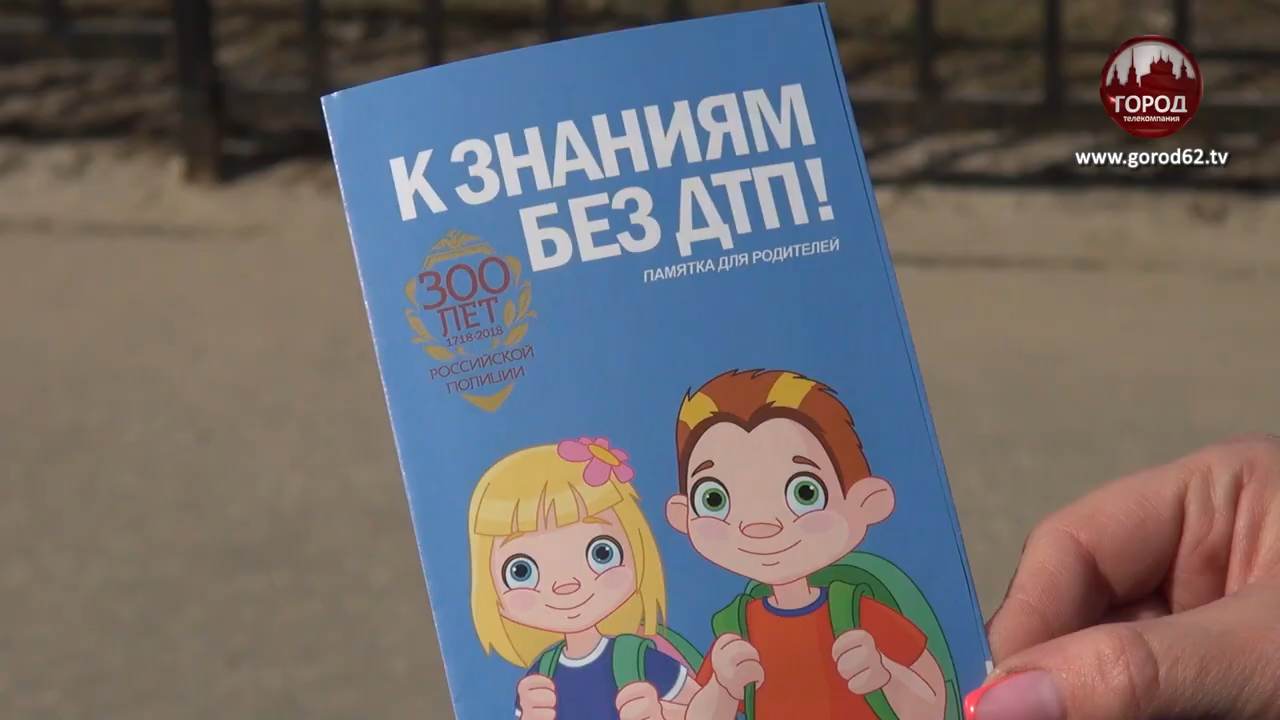 К ЗНАНИЯМ
БЕЗ ДТП!
ПАМЯТКА ДЛЯ РОДИТЕЛЕЙ
300
ЛЕТ
1718-2018
РОССИЙСКОЙ
ПОЛИЦИИ
ГОРОД
телекомпания
www.gorod62.tv